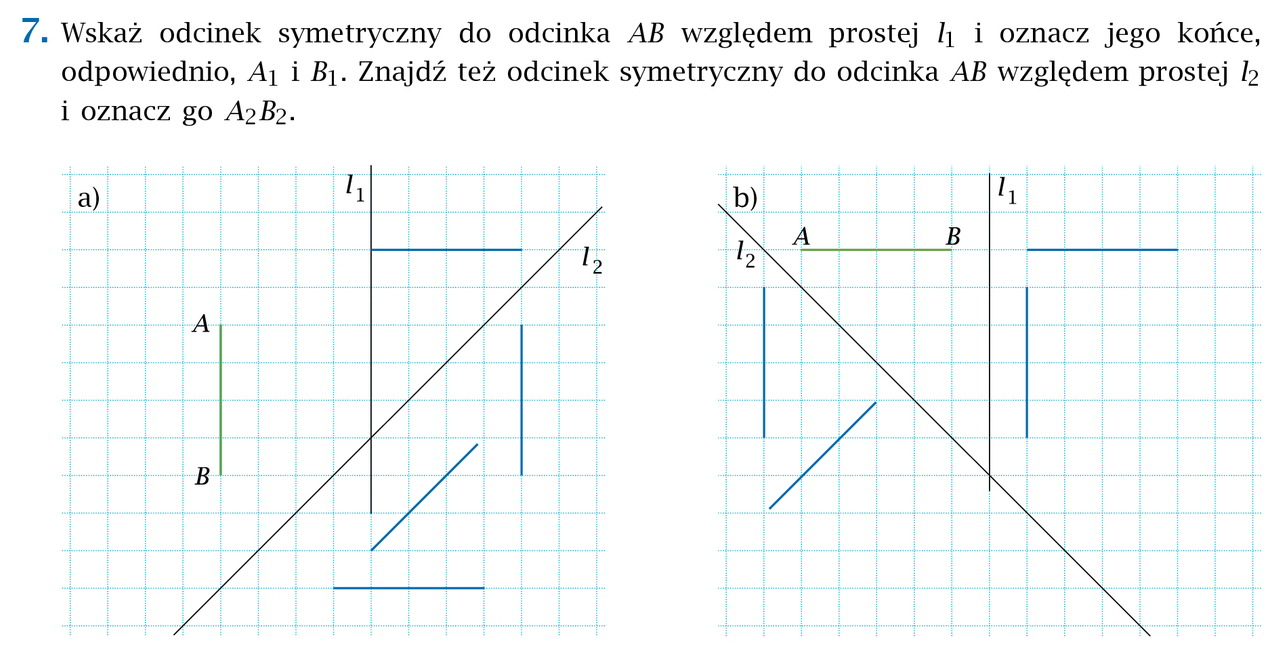 7. Wskaż odcinek symetryczny do odcinka AB względem prostej l₁ i oznacz jego końce,
odpowiednio, A₁ i B₁. Znajdź też odcinek symetryczny do odcinka AB względem prostej l₂
i oznacz go A₂B₂.
a)
l₁
l₂
A
B
b)
l₁
A
B
l₂